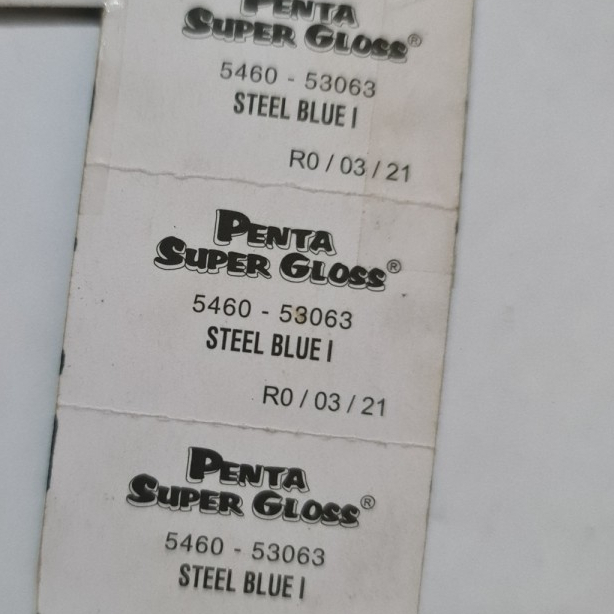 PENTA
SUPER GLOSS®
5460 - 53063
STEEL BLUE I
R0 / 03 / 21
PENTA
SUPER GLOSS®
5460 - 53063
STEEL BLUE I
R0 / 03 / 21
PENTA
SUPER GLOSS®
5460 - 53063
STEEL BLUE I